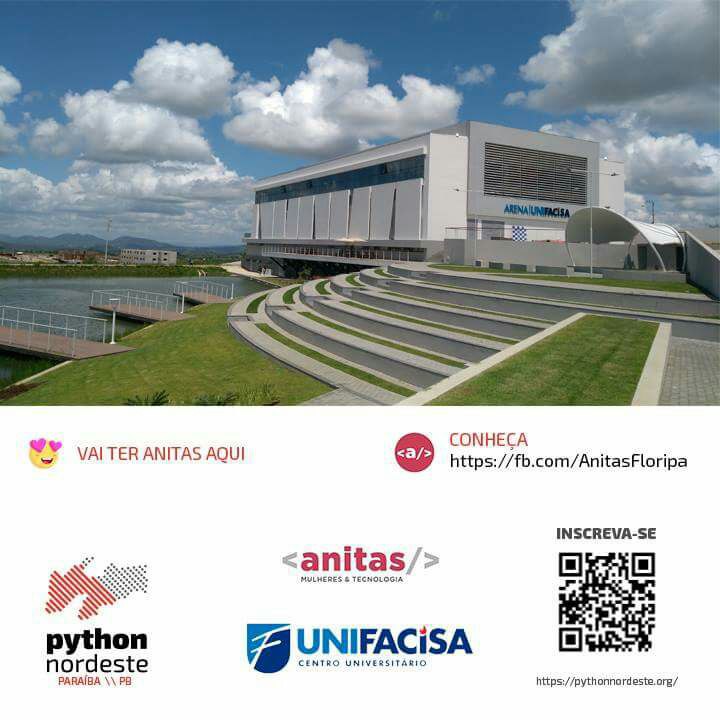 ARENA|UNIFACISA
VAI TER ANITAS AQUI
<a/>
CONHEÇA
https://fb.com/AnitasFloripa
python
nordeste
PARAÍBA \\ PB
<anitas/>
MULHERES & TECNOLOGIA
UNIFACISA
CENTRO UNIVERSITÁRIO
INSCREVA-SE
https://pythonnordeste.org/